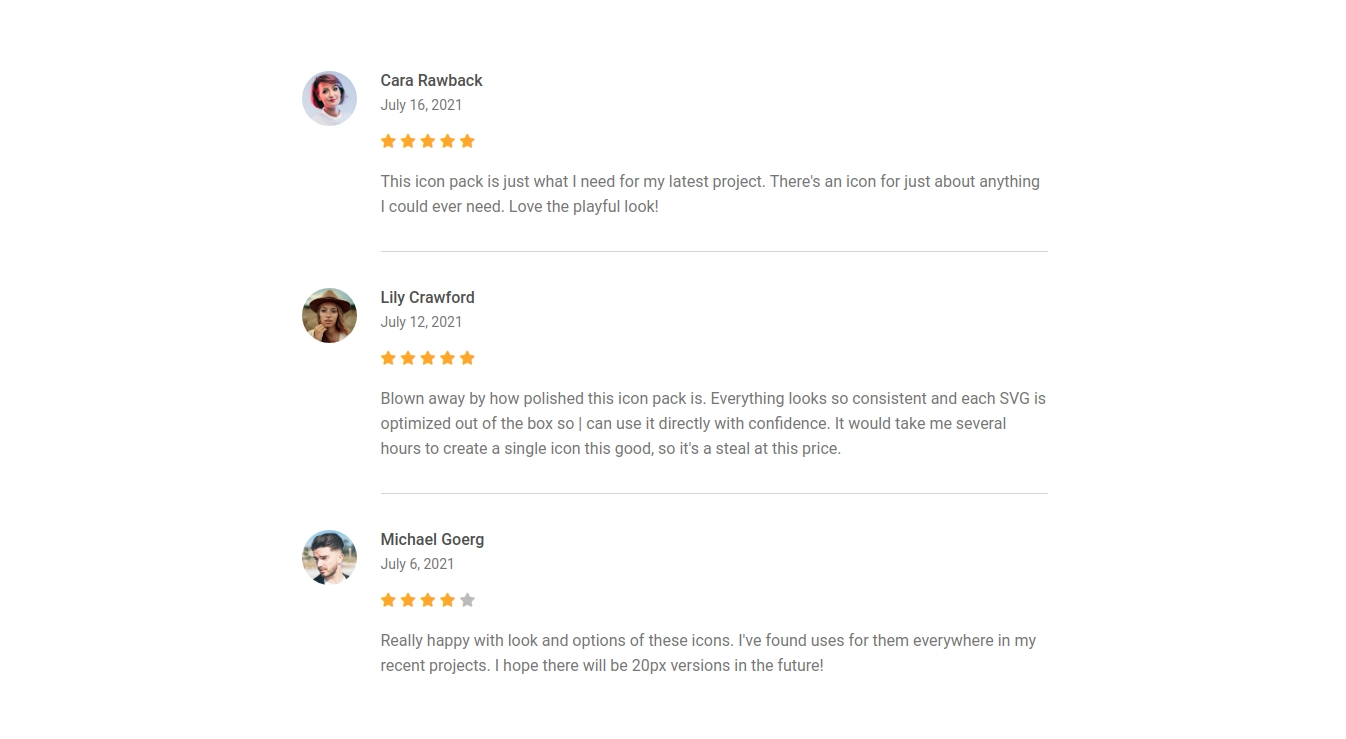 Cara Rawback
July 16, 2021
This icon pack is just what I need for my latest project. There's an icon for just about anything
I could ever need. Love the playful look!
Lily Crawford
July 12, 2021
Blown away by how polished this icon pack is. Everything looks so consistent and each SVG is
optimized out of the box so | can use it directly with confidence. It would take me several
hours to create a single icon this good, so it's a steal at this price.
Michael Goerg
July 6, 2021
Really happy with look and options of these icons. I've found uses for them everywhere in my
recent projects. I hope there will be 20px versions in the future!